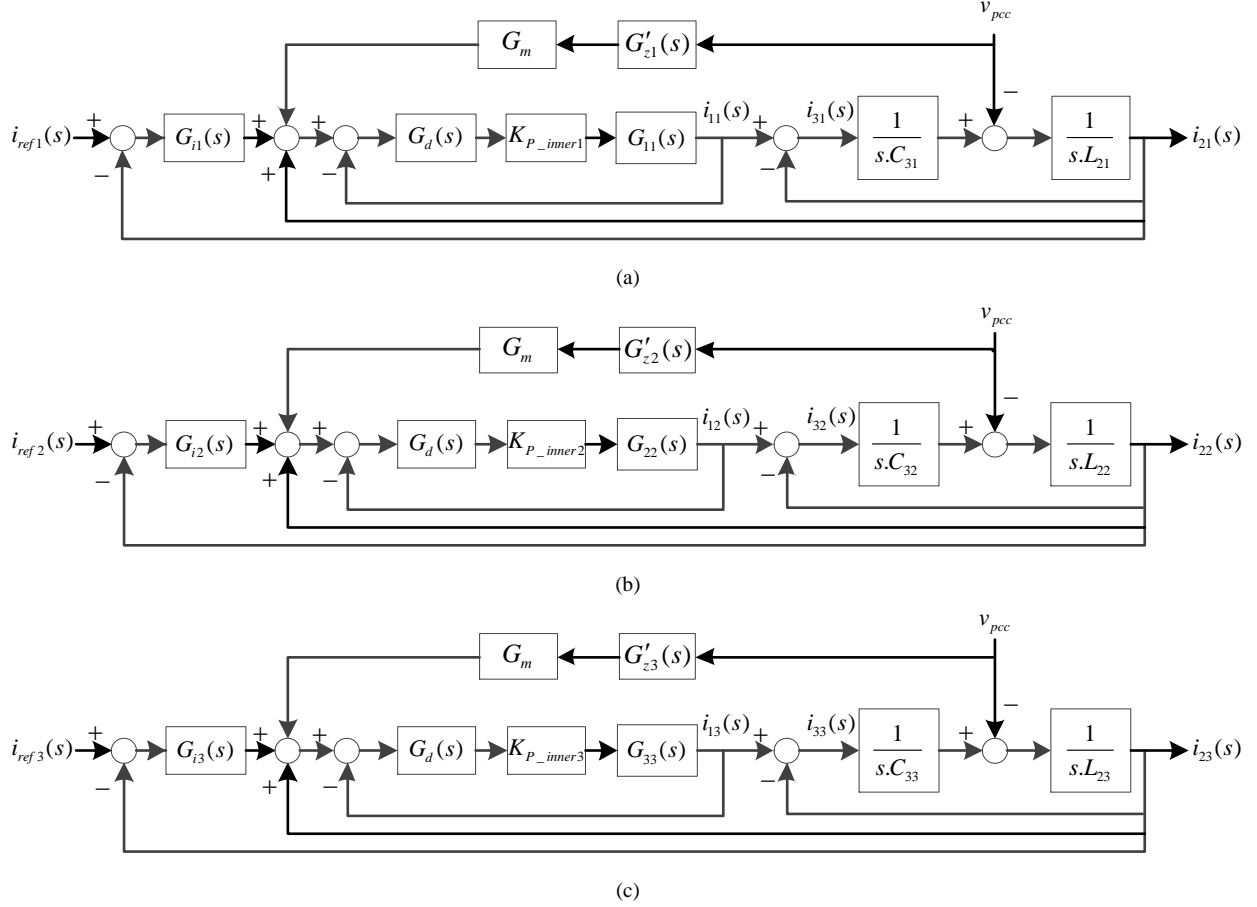 v_pcc
G_m
G′_z1(s)
i_ref1(s)
+
−
G_i1(s)
+
+
+
−
G_d(s)
K_P_inner1
G_11(s)
i_11(s)
+
−
i_31(s)
1
s.C_31
+
−
1
s.L_21
i_21(s)
(a)
v_pcc
G_m
G′_z2(s)
i_ref2(s)
+
−
G_i2(s)
+
+
+
−
G_d(s)
K_P_inner2
G_22(s)
i_12(s)
+
−
i_32(s)
1
s.C_32
+
−
1
s.L_22
i_22(s)
(b)
v_pcc
G_m
G′_z3(s)
i_ref3(s)
+
−
G_i3(s)
+
+
+
−
G_d(s)
K_P_inner3
G_33(s)
i_13(s)
+
−
i_33(s)
1
s.C_33
+
−
1
s.L_23
i_23(s)
(c)